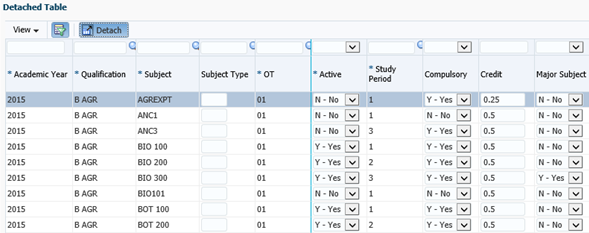 Detached Table
View Detach
* Academic Year * Qualification * Subject Subject Type * OT * Active * Study Period Compulsory Credit Major Subject
2015 B AGR AGREXPT 01 N - No 1 Y - Yes 0.25 N - No
2015 B AGR ANC1 01 N - No 1 N - No 0.5 N - No
2015 B AGR ANC3 01 N - No 3 Y - Yes 0.5 N - No
2015 B AGR BIO 100 01 Y - Yes 1 Y - Yes 0.5 N - No
2015 B AGR BIO 200 01 Y - Yes 2 Y - Yes 0.5 N - No
2015 B AGR BIO 300 01 Y - Yes 3 Y - Yes 0.5 Y - Yes
2015 B AGR BIO101 01 N - No 1 N - No 0.5 N - No
2015 B AGR BOT 100 01 Y - Yes 1 Y - Yes 0.5 N - No
2015 B AGR BOT 200 01 Y - Yes 2 Y - Yes 0.5 N - No